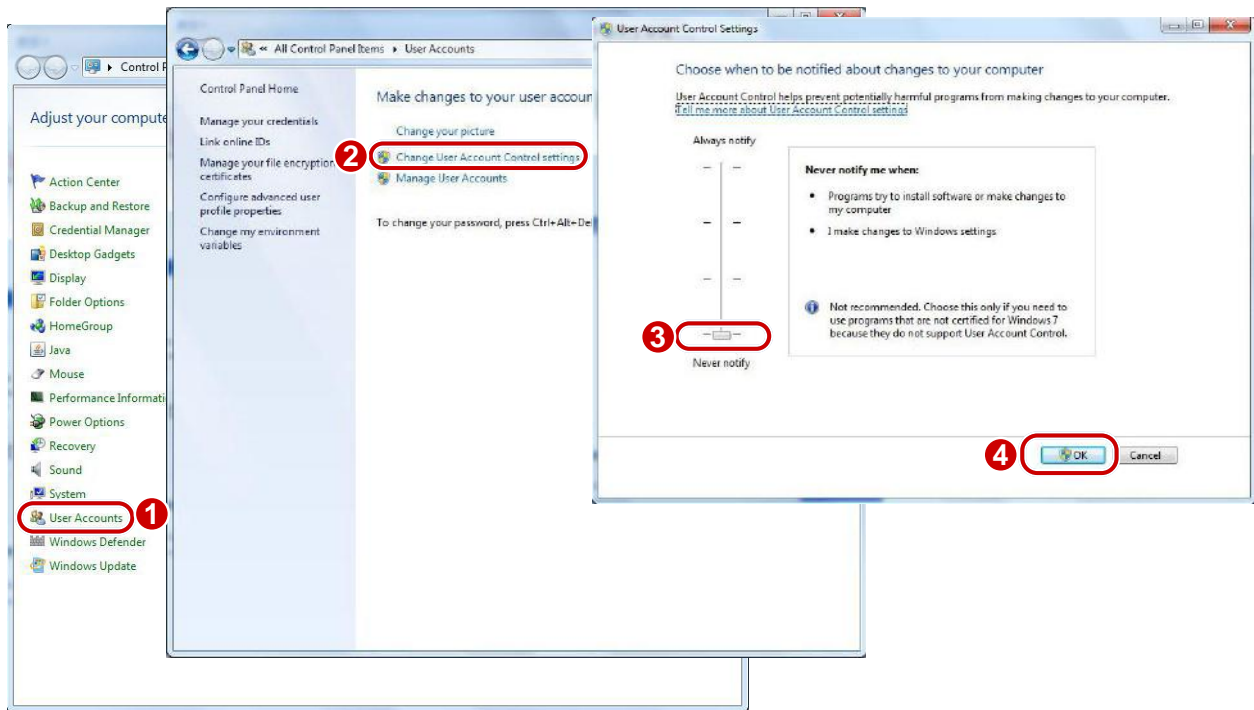 Control P
Adjust your compute
Action Center
Backup and Restore
Credential Manager
Desktop Gadgets
Display
Folder Options
HomeGroup
Java
Mouse
Performance Informati
Power Options
Recovery
Sound
System
User Accounts
1
Windows Defender
Windows Update
All Control Panel Items ▸ User Accounts
Control Panel Home
Manage your credentials
Link online IDs
Manage your file encryption
certificates
Configure advanced user
profile properties
Change my environment
variables
Make changes to your user accoun
Change your picture
2
Change User Account Control settings
Manage User Accounts
To change your password, press Ctrl+Alt+De
User Account Control Settings
Choose when to be notified about changes to your computer
User Account Control helps prevent potentially harmful programs from making changes to your computer.
Tell me more about User Account Control settings
Always notify
Never notify me when:
• Programs try to install software or make changes to
my computer
• I make changes to Windows settings
Not recommended. Choose this only if you need to
use programs that are not certified for Windows 7
because they do not support User Account Control.
3
Never notify
4
OK
Cancel